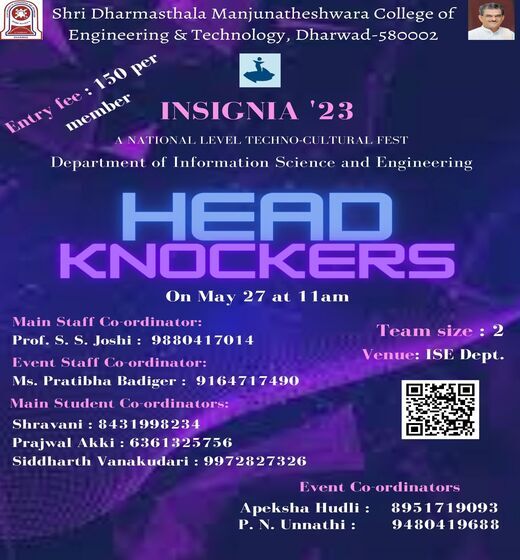 Shri Dharmasthala Manjunatheshwara College of
Engineering & Technology, Dharwad-580002
Entry fee : 150 per
member
INSIGNIA '23
A NATIONAL LEVEL TECHNO-CULTURAL FEST
Department of Information Science and Engineering
HEAD
KNOCKERS
On May 27 at 11am
Main Staff Co-ordinator:
Prof. S. S. Joshi : 9880417014
Event Staff Co-ordinator:
Ms. Pratibha Badiger : 9164717490
Main Student Co-ordinators:
Shravani : 8431998234
Prajwal Akki : 6361325756
Siddharth Vanakudari : 9972827326
Team size : 2
Venue: ISE Dept.
Event Co-ordinators
Apeksha Hudli : 8951719093
P. N. Unnathi : 9480419688